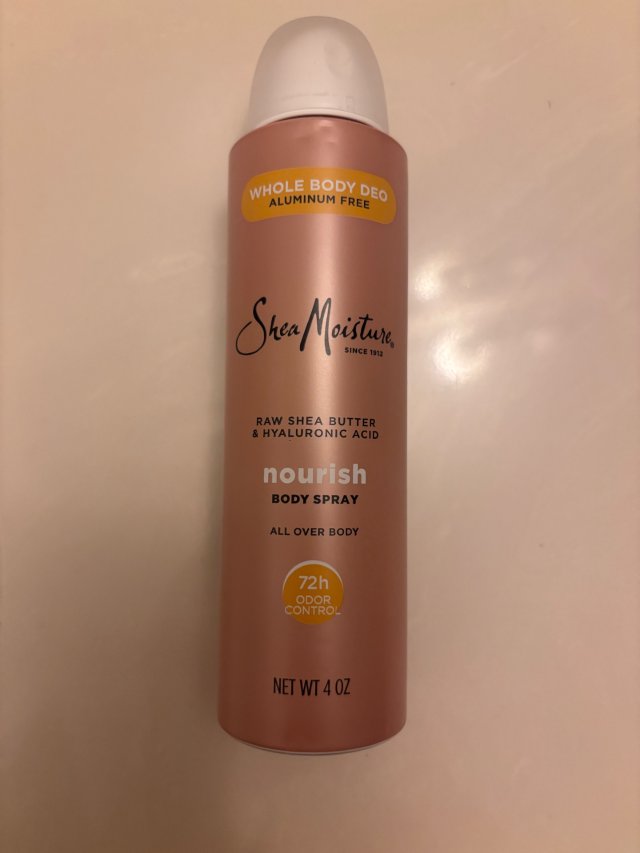 WHOLE BODY DEO
ALUMINUM FREE
SheaMoisture®
SINCE 1912
RAW SHEA BUTTER
& HYALURONIC ACID
nourish
BODY SPRAY
ALL OVER BODY
72h
ODOR
CONTROL
NET WT 4 OZ